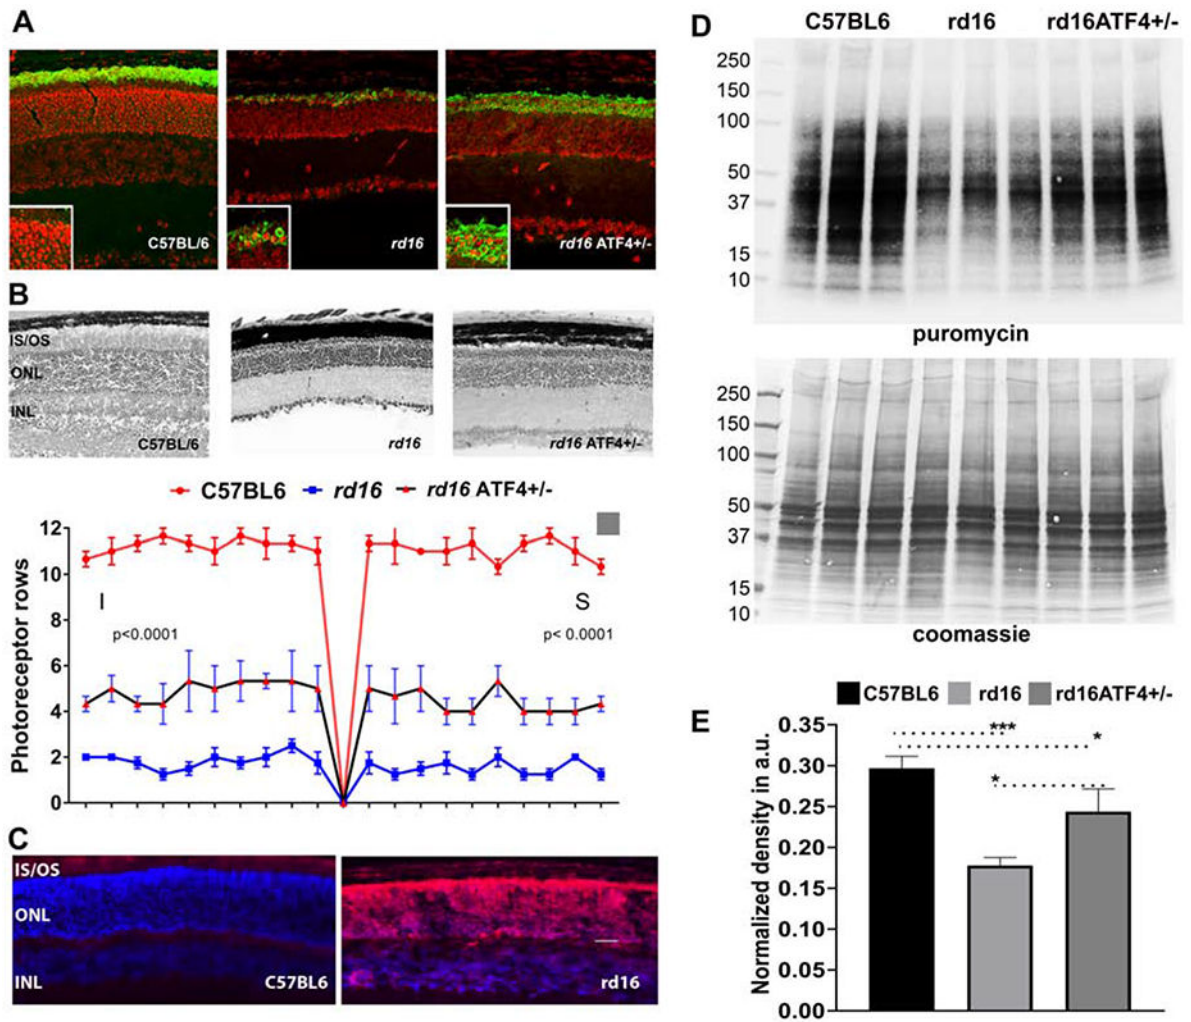 A
C57BL/6
rd16
rd16 ATF4+/-
B
IS/OS
ONL
INL
C57BL/6
rd16
rd16 ATF4+/-
C57BL6 rd16 rd16 ATF4+/-
Photoreceptor rows
12
10
8
6
4
2
0
I
S
p<0.0001
p< 0.0001
C
IS/OS
ONL
INL
C57BL6
rd16
D
C57BL6 rd16 rd16ATF4+/-
250
150
100
50
37
15
10
puromycin
250
150
100
50
37
15
10
coomassie
E
C57BL6 rd16 rd16ATF4+/-
Normalized density in a.u.
0.35
0.30
0.25
0.20
0.15
0.10
0.05
0.00
***
*
*